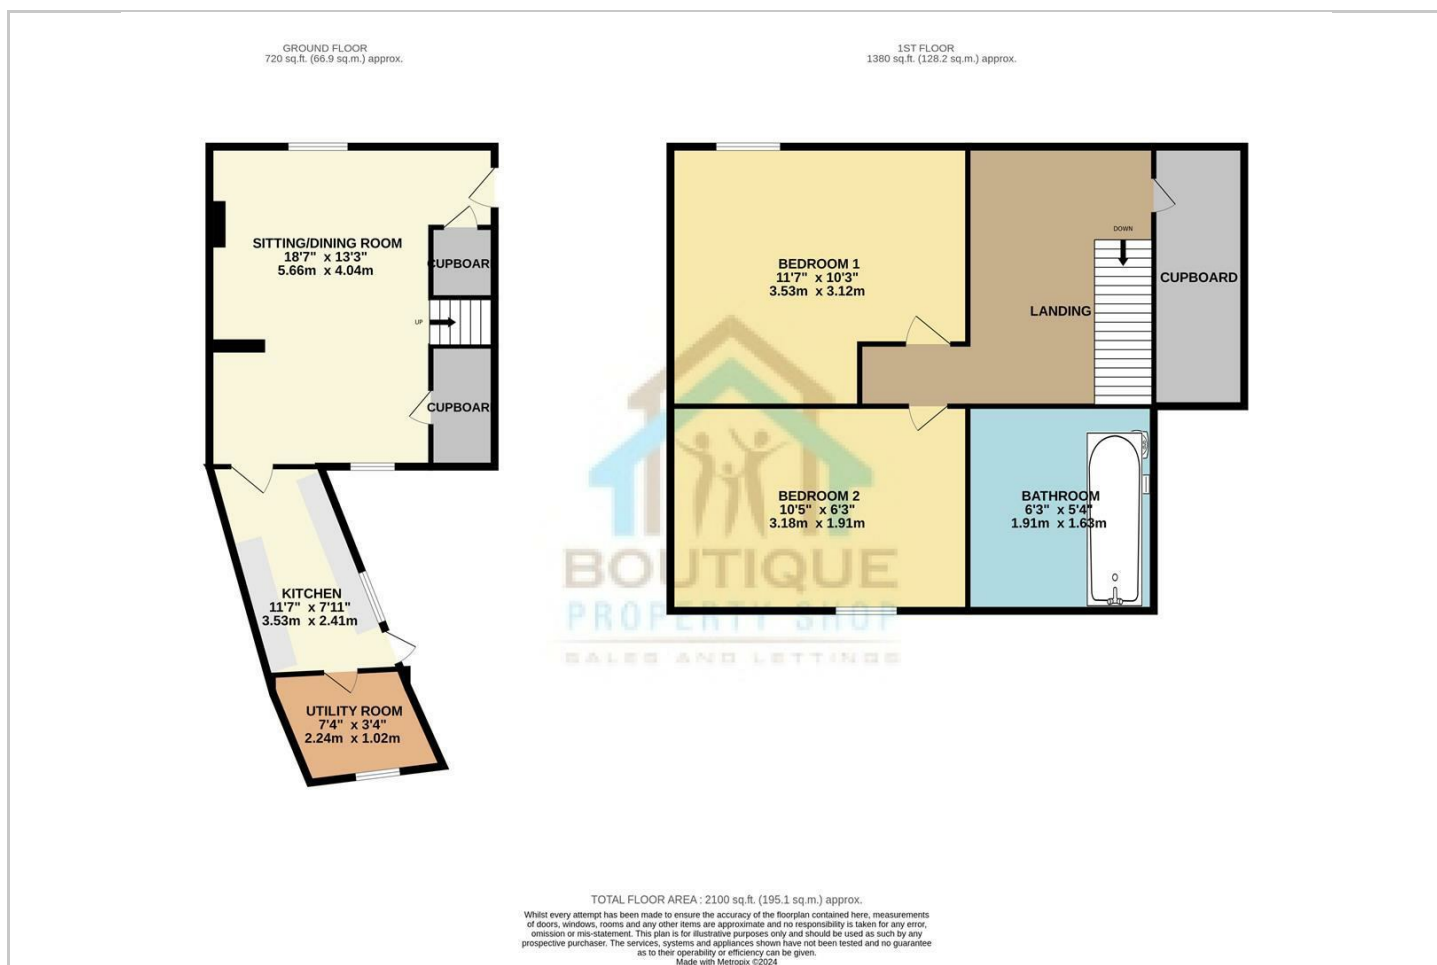 GROUND FLOOR
720 sq.ft. (66.9 sq.m.) approx.
1ST FLOOR
1380 sq.ft. (128.2 sq.m.) approx.
SITTING/DINING ROOM
18'7" x 13'3"
5.66m x 4.04m
CUPBOAR
UP
CUPBOAR
KITCHEN
11'7" x 7'11"
3.53m x 2.41m
UTILITY ROOM
7'4" x 3'4"
2.24m x 1.02m
BEDROOM 1
11'7" x 10'3"
3.53m x 3.12m
DOWN
LANDING
CUPBOARD
BEDROOM 2
10'5" x 6'3"
3.18m x 1.91m
BATHROOM
6'3" x 5'4"
1.91m x 1.63m
BOUTIQUE
PROPERTY SHOP
SALES AND LETTINGS
TOTAL FLOOR AREA : 2100 sq.ft. (195.1 sq.m.) approx.
Whilst every attempt has been made to ensure the accuracy of the floorplan contained here, measurements
of doors, windows, rooms and any other items are approximate and no responsibility is taken for any error,
omission or mis-statement. This plan is for illustrative purposes only and should be used as such by any
prospective purchaser. The services, systems and appliances shown have not been tested and no guarantee
as to their operability or efficiency can be given.
Made with Metropix ©2024